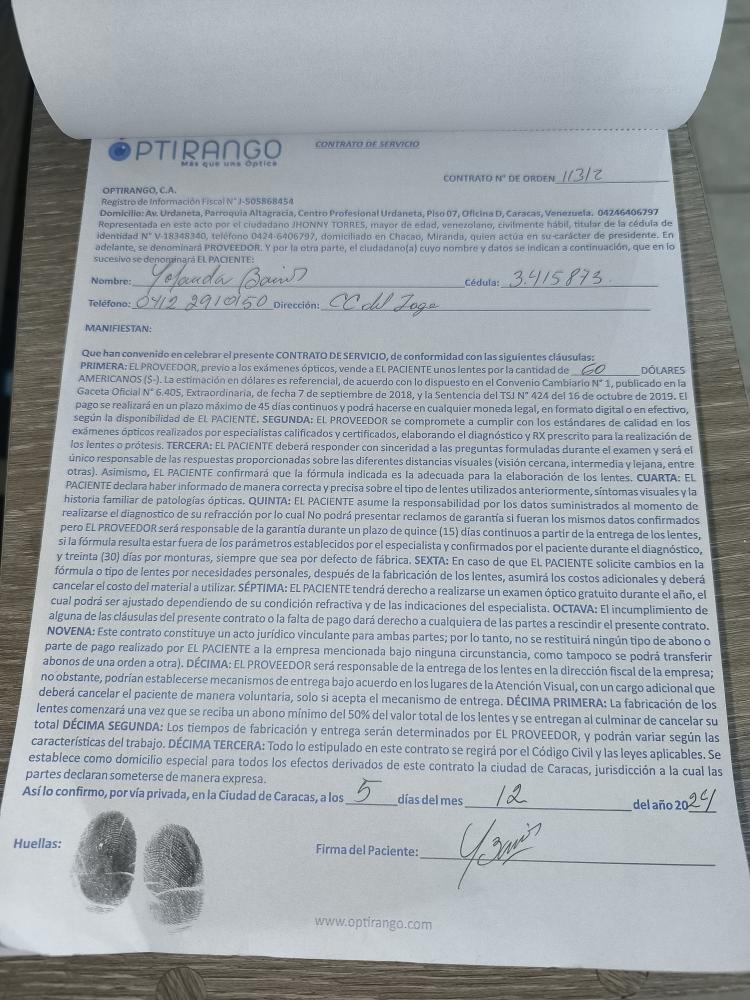 OPTIRANGO
Más que una Óptica
CONTRATO DE SERVICIO
CONTRATO N° DE ORDEN 11312
OPTIRANGO, C.A.
Registro de Información Fiscal N° J-505868454
Domicilio: Av. Urdaneta, Parroquia Altagracia, Centro Profesional Urdaneta, Piso 07, Oficina D, Caracas, Venezuela. 04246406797
Representada en este acto por el ciudadano JHONNY TORRES, mayor de edad, venezolano, civilmente hábil, titular de la cédula de
identidad N° V-18348340, teléfono 0424-6406797, domiciliado en Chacao, Miranda, quien actúa en su carácter de presidente. En
adelante, se denominará PROVEEDOR. Y por la otra parte, el ciudadano(a) cuyo nombre y datos se indican a continuación, que en lo
sucesivo se denominará EL PACIENTE:
Nombre: Yolanda Cédula: 3.415873
Teléfono: 0412 2910150 Dirección: CC del
MANIFIESTAN:
Que han convenido en celebrar el presente CONTRATO DE SERVICIO, de conformidad con las siguientes cláusulas:
PRIMERA: EL PROVEEDOR, previo a los exámenes ópticos, vende a EL PACIENTE unos lentes por la cantidad de 60 DÓLARES
AMERICANOS ($-). La estimación en dólares es referencial, de acuerdo con lo dispuesto en el Convenio Cambiario N° 1, publicado en la
Gaceta Oficial N° 6.405, Extraordinaria, de fecha 7 de septiembre de 2018, y la Sentencia del TSJ N° 424 del 16 de octubre de 2019. El
pago se realizará en un plazo máximo de 45 días continuos y podrá hacerse en cualquier moneda legal, en formato digital o en efectivo,
según la disponibilidad de EL PACIENTE. SEGUNDA: EL PROVEEDOR se compromete a cumplir con los estándares de calidad en los
exámenes ópticos realizados por especialistas calificados y certificados, elaborando el diagnóstico y RX prescrito para la realización de
los lentes o prótesis. TERCERA: EL PACIENTE deberá responder con sinceridad a las preguntas formuladas durante el examen y será el
único responsable de las respuestas proporcionadas sobre las diferentes distancias visuales (visión cercana, intermedia y lejana, entre
otras). Asimismo, EL PACIENTE confirmará que la fórmula indicada es la adecuada para la elaboración de los lentes. CUARTA: EL
PACIENTE declara haber informado de manera correcta y precisa sobre el tipo de lentes utilizados anteriormente, síntomas visuales y la
historia familiar de patologías ópticas. QUINTA: EL PACIENTE asume la responsabilidad por los datos suministrados al momento de
realizarse el diagnostico de su refracción por lo cual No podrá presentar reclamos de garantía si fueran los mismos datos confirmados
pero EL PROVEEDOR será responsable de la garantía durante un plazo de quince (15) días continuos a partir de la entrega de los lentes,
si la fórmula resulta estar fuera de los parámetros establecidos por el especialista y confirmados por el paciente durante el diagnóstico,
y treinta (30) días por monturas, siempre que sea por defecto de fábrica. SEXTA: En caso de que EL PACIENTE solicite cambios en la
fórmula o tipo de lentes por necesidades personales, después de la fabricación de los lentes, asumirá los costos adicionales y deberá
cancelar el costo del material a utilizar. SÉPTIMA: EL PACIENTE tendrá derecho a realizarse un examen óptico gratuito durante el año, el
cual podrá ser ajustado dependiendo de su condición refractiva y de las indicaciones del especialista. OCTAVA: El incumplimiento de
alguna de las cláusulas del presente contrato o la falta de pago dará derecho a cualquiera de las partes a rescindir el presente contrato.
NOVENA: Este contrato constituye un acto jurídico vinculante para ambas partes; por lo tanto, no se restituirá ningún tipo de abono o
parte de pago realizado por EL PACIENTE a la empresa mencionada bajo ninguna circunstancia, como tampoco se podrá transferir
abonos de una orden a otra). DÉCIMA: EL PROVEEDOR será responsable de la entrega de los lentes en la dirección fiscal de la empresa;
no obstante, podrían establecerse mecanismos de entrega bajo acuerdo en los lugares de la Atención Visual, con un cargo adicional que
deberá cancelar el paciente de manera voluntaria, solo si acepta el mecanismo de entrega. DÉCIMA PRIMERA: La fabricación de los
lentes comenzará una vez que se reciba un abono mínimo del 50% del valor total de los lentes y se entregan al culminar de cancelar su
total DÉCIMA SEGUNDA: Los tiempos de fabricación y entrega serán determinados por EL PROVEEDOR, y podrán variar según las
características del trabajo. DÉCIMA TERCERA: Todo lo estipulado en este contrato se regirá por el Código Civil y las leyes aplicables. Se
establece como domicilio especial para todos los efectos derivados de este contrato la ciudad de Caracas, jurisdicción a la cual las
partes declaran someterse de manera expresa.
Así lo confirmo, por vía privada, en la Ciudad de Caracas, a los 5 días del mes 12 del año 2024
Huellas:
Firma del Paciente:
www.optirango.com